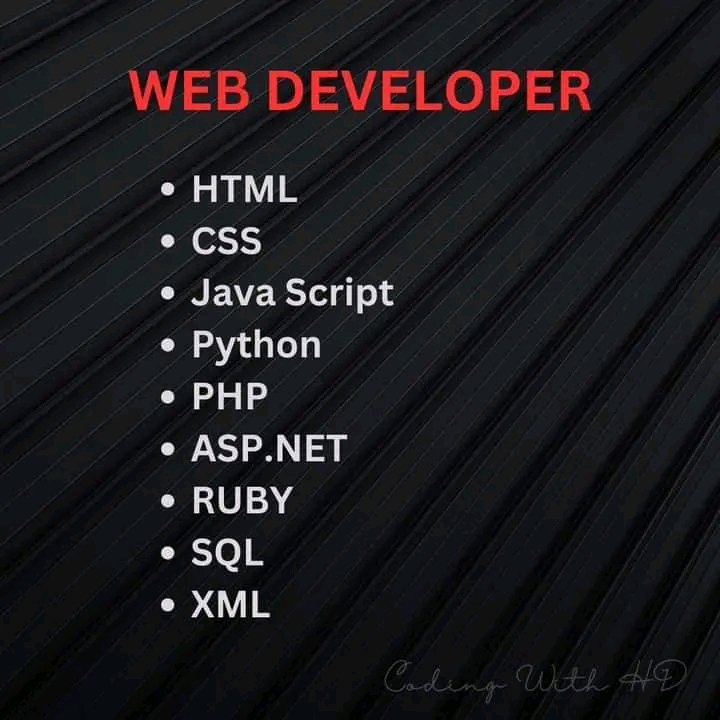 WEB DEVELOPER
• HTML
• CSS
• Java Script
• Python
• PHP
• ASP.NET
• RUBY
• SQL
• XML
Coding With HD